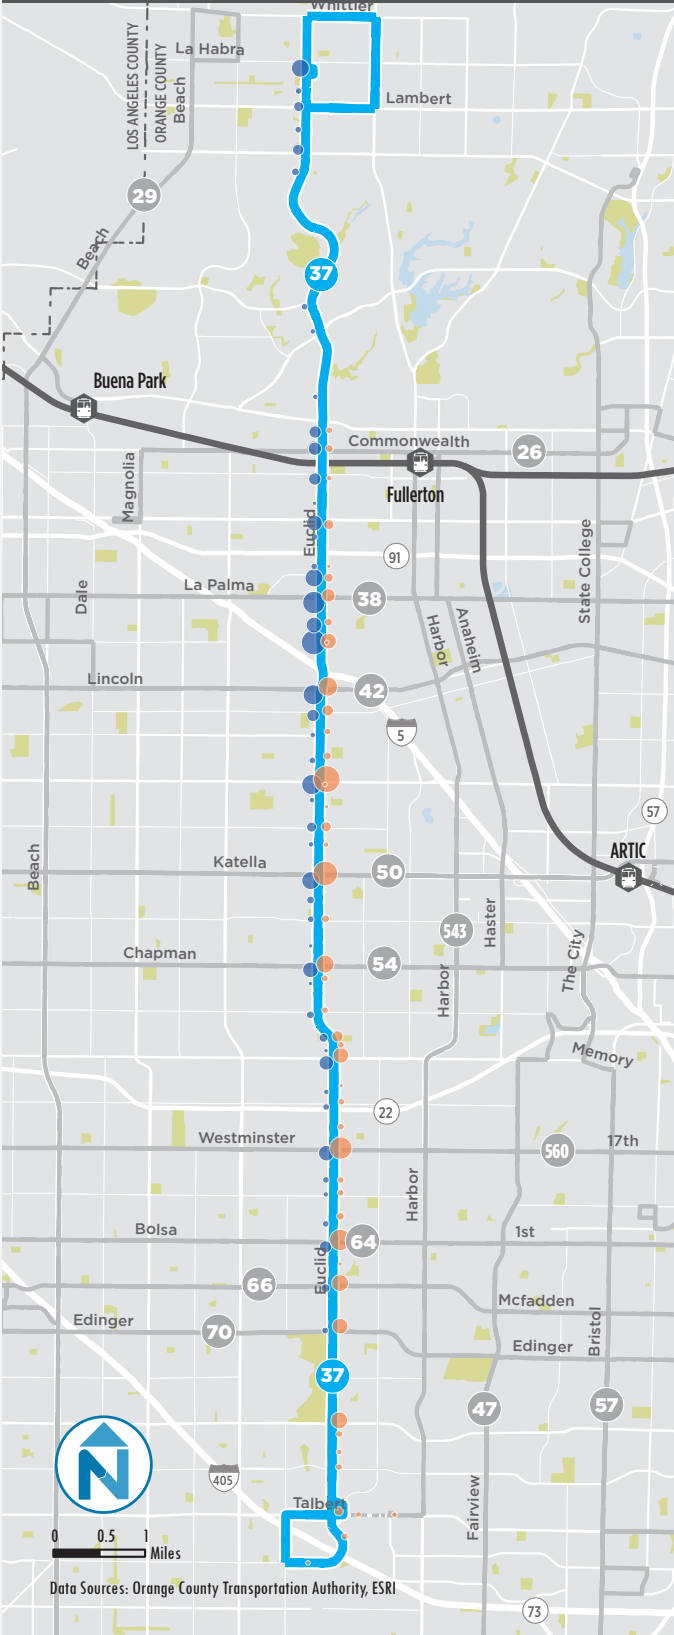 Whittier
La Habra
LOS ANGELES COUNTY
ORANGE COUNTY
Beach
Lambert
29
Beach
37
Buena Park
Commonwealth
26
Magnolia
Fullerton
Euclid
91
State College
La Palma
Dale
38
Harbor
Anaheim
Lincoln
42
5
57
Beach
Katella
50
ARTIC
543
Haster
Chapman
54
Harbor
The City
Memory
22
Westminster
560
17th
Harbor
Bolsa
64
1st
Euclid
66
Mcfadden
Edinger
70
Bristol
Edinger
37
47
57
N
405
Fairview
Talbert
0 0.5 1
Miles
Data Sources: Orange County Transportation Authority, ESRI
73